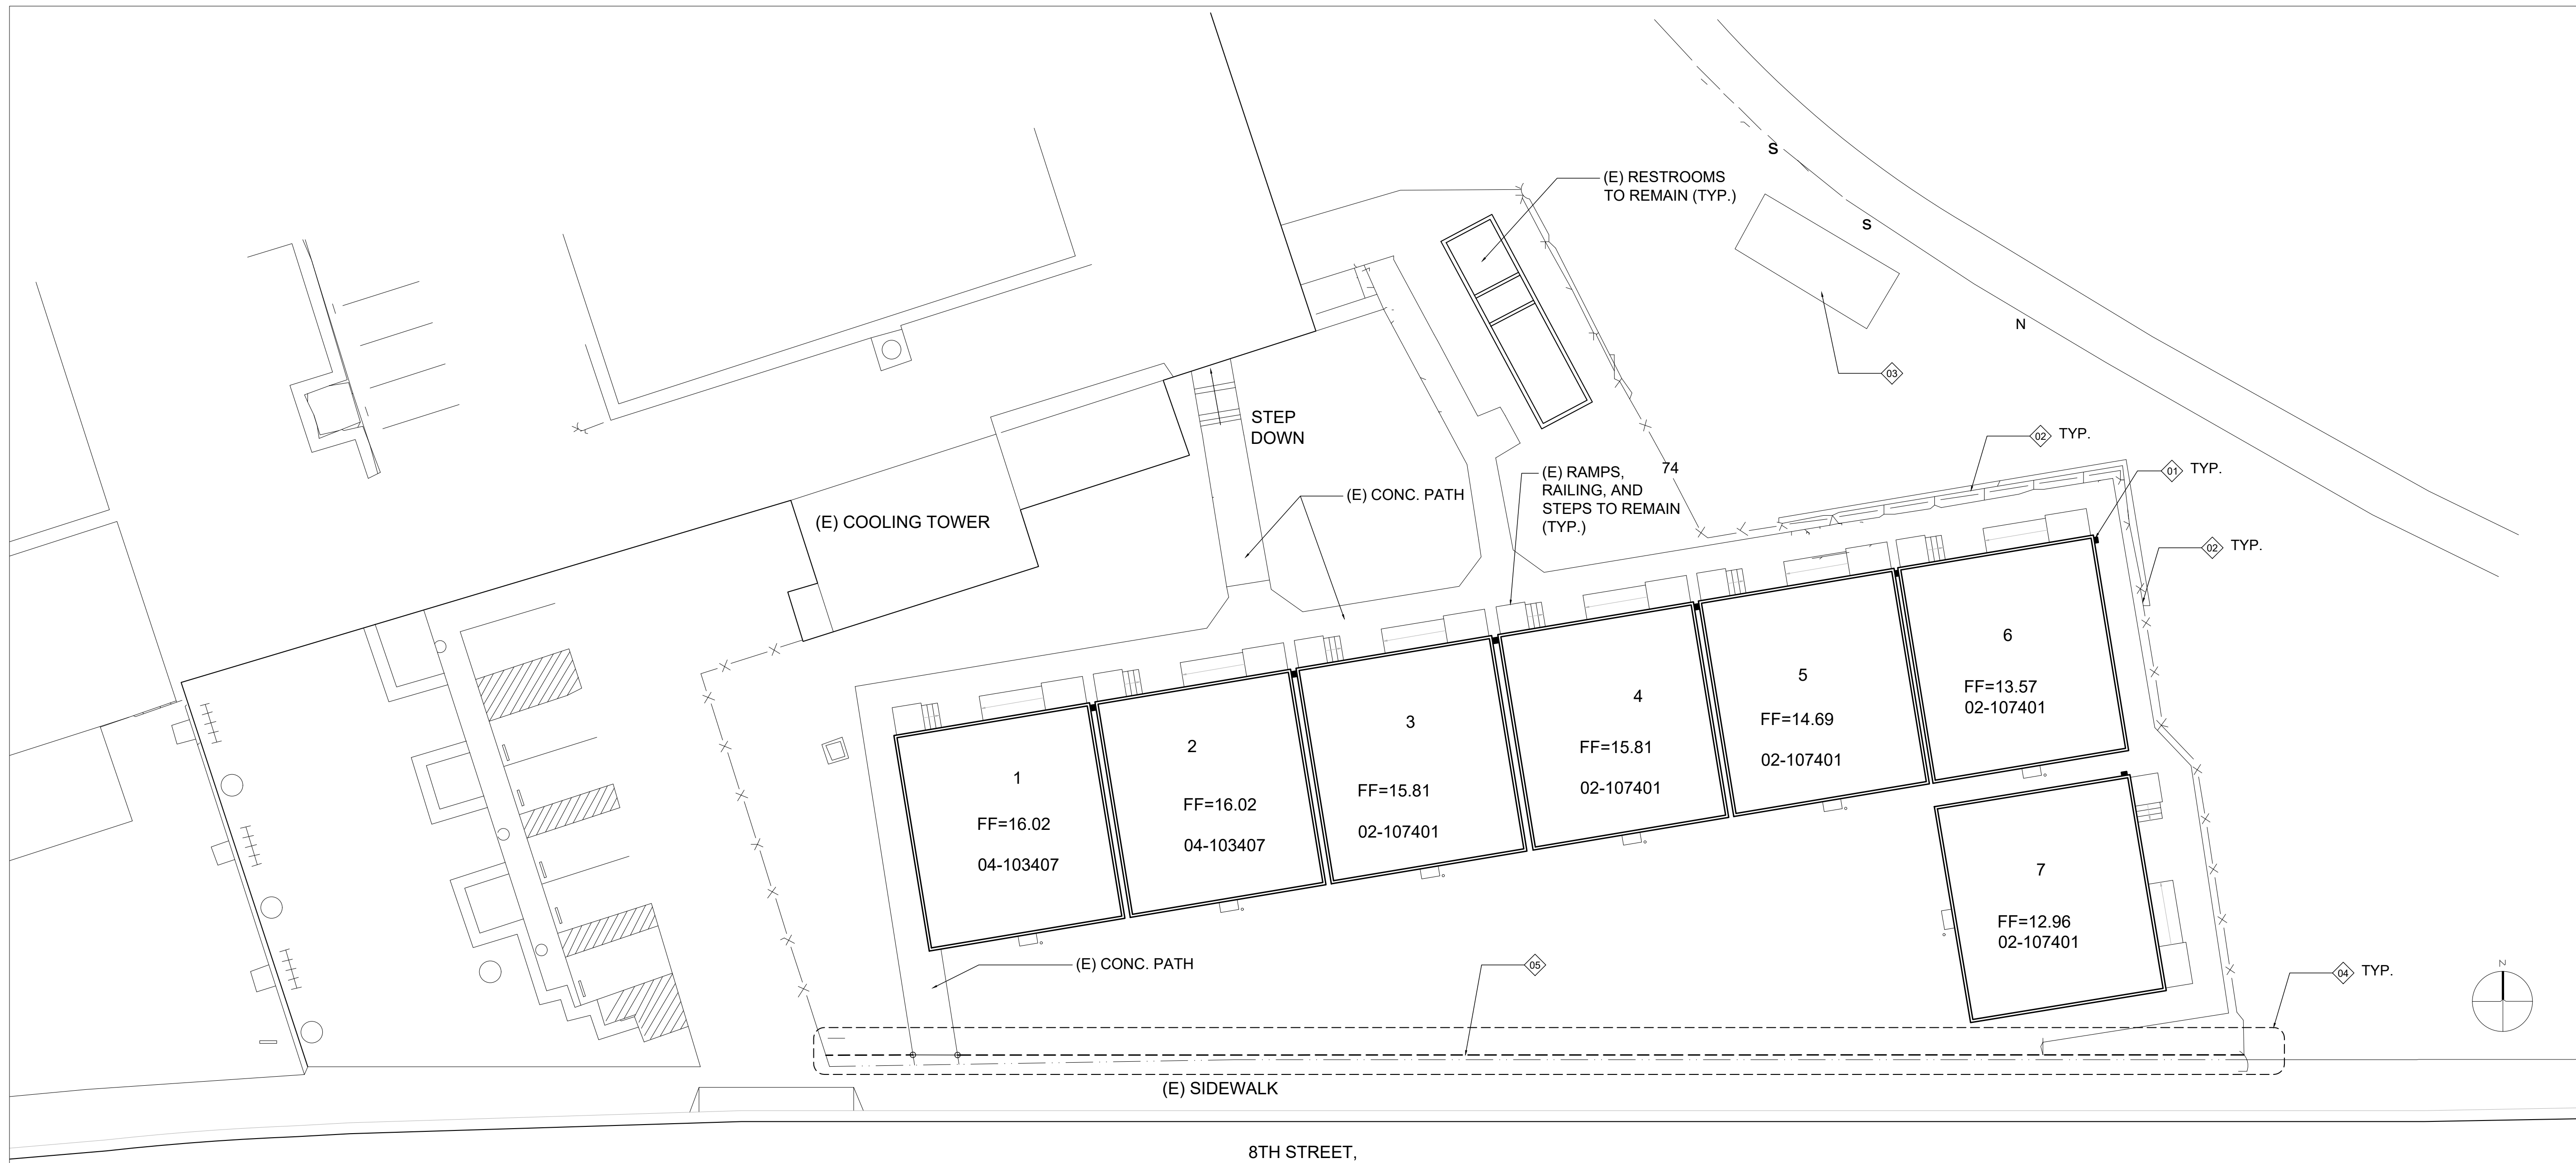 S
(E) RESTROOMS
TO REMAIN (TYP.)
S
N
03
STEP
DOWN
02 TYP.
01 TYP.
74
(E) RAMPS,
RAILING, AND
STEPS TO REMAIN
(TYP.)
(E) CONC. PATH
(E) COOLING TOWER
02 TYP.
1
FF=16.02
04-103407
2
FF=16.02
04-103407
3
FF=15.81
02-107401
4
FF=15.81
02-107401
5
FF=14.69
02-107401
6
FF=13.57
02-107401
7
FF=12.96
02-107401
(E) CONC. PATH
05
04 TYP.
N
(E) SIDEWALK
8TH STREET,